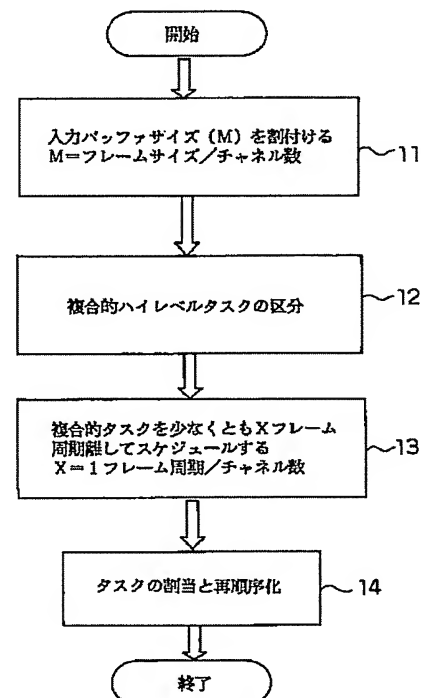 開始
入力バッファサイズ（M）を割付ける
M＝フレームサイズ／チャネル数
11
複合的ハイレベルタスクの区分
12
複合的タスクを少なくともXフレーム
周期離してスケジュールする
X＝1フレーム周期／チャネル数
13
タスクの割当と再順序化
14
終了